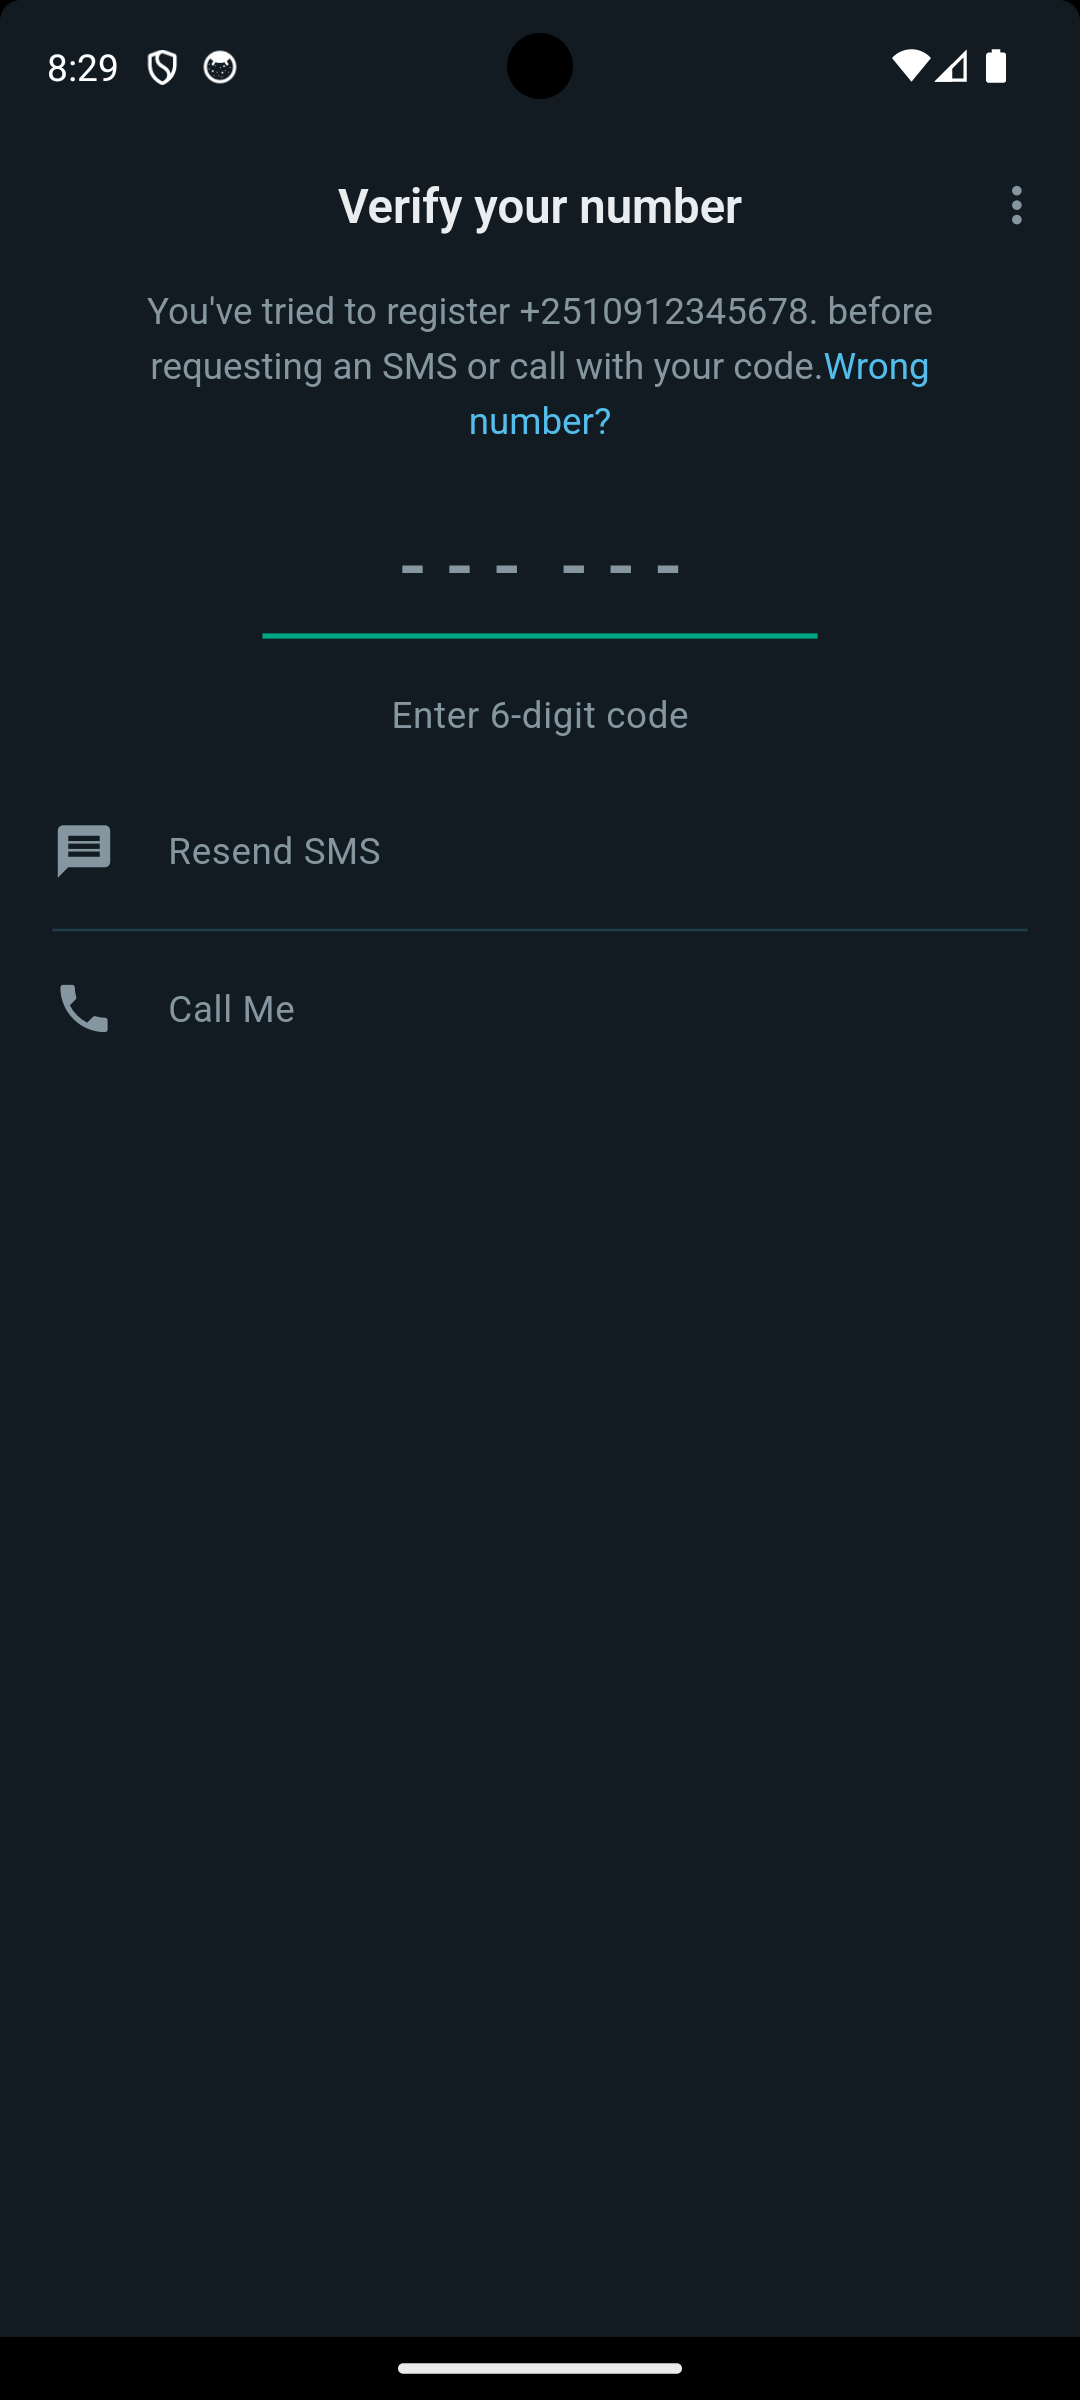 8:29
Verify your number
You've tried to register +2510912345678. before
requesting an SMS or call with your code.Wrong
number?
--- ---
Enter 6-digit code
Resend SMS
Call Me